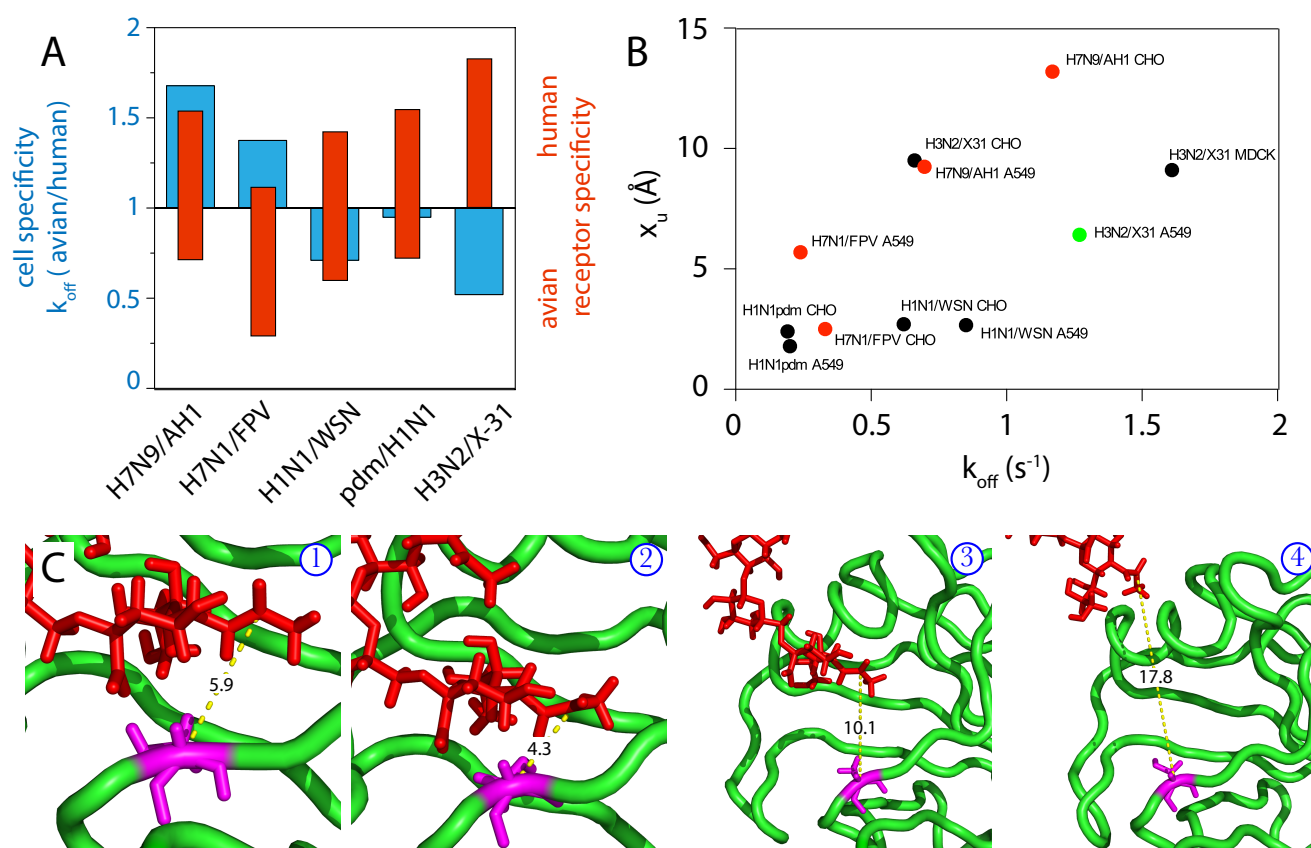 A
2
1.5
1
0.5
0
cell specificity
k_off ( avian/human)
avian human
receptor specificity
H7N9/AH1
H7N1/FPV
H1N1/WSN
pdm/H1N1
H3N2/X-31
B
15
10
5
0
x_u (Å)
H7N9/AH1 CHO
H3N2/X31 CHO
H7N9/AH1 A549
H3N2/X31 MDCK
H3N2/X31 A549
H7N1/FPV A549
H1N1pdm CHO
H1N1/WSN CHO
H7N1/FPV CHO
H1N1/WSN A549
H1N1pdm A549
0 0.5 1 1.5 2
k_off (s⁻¹)
C
1
5.9
2
4.3
3
10.1
4
17.8